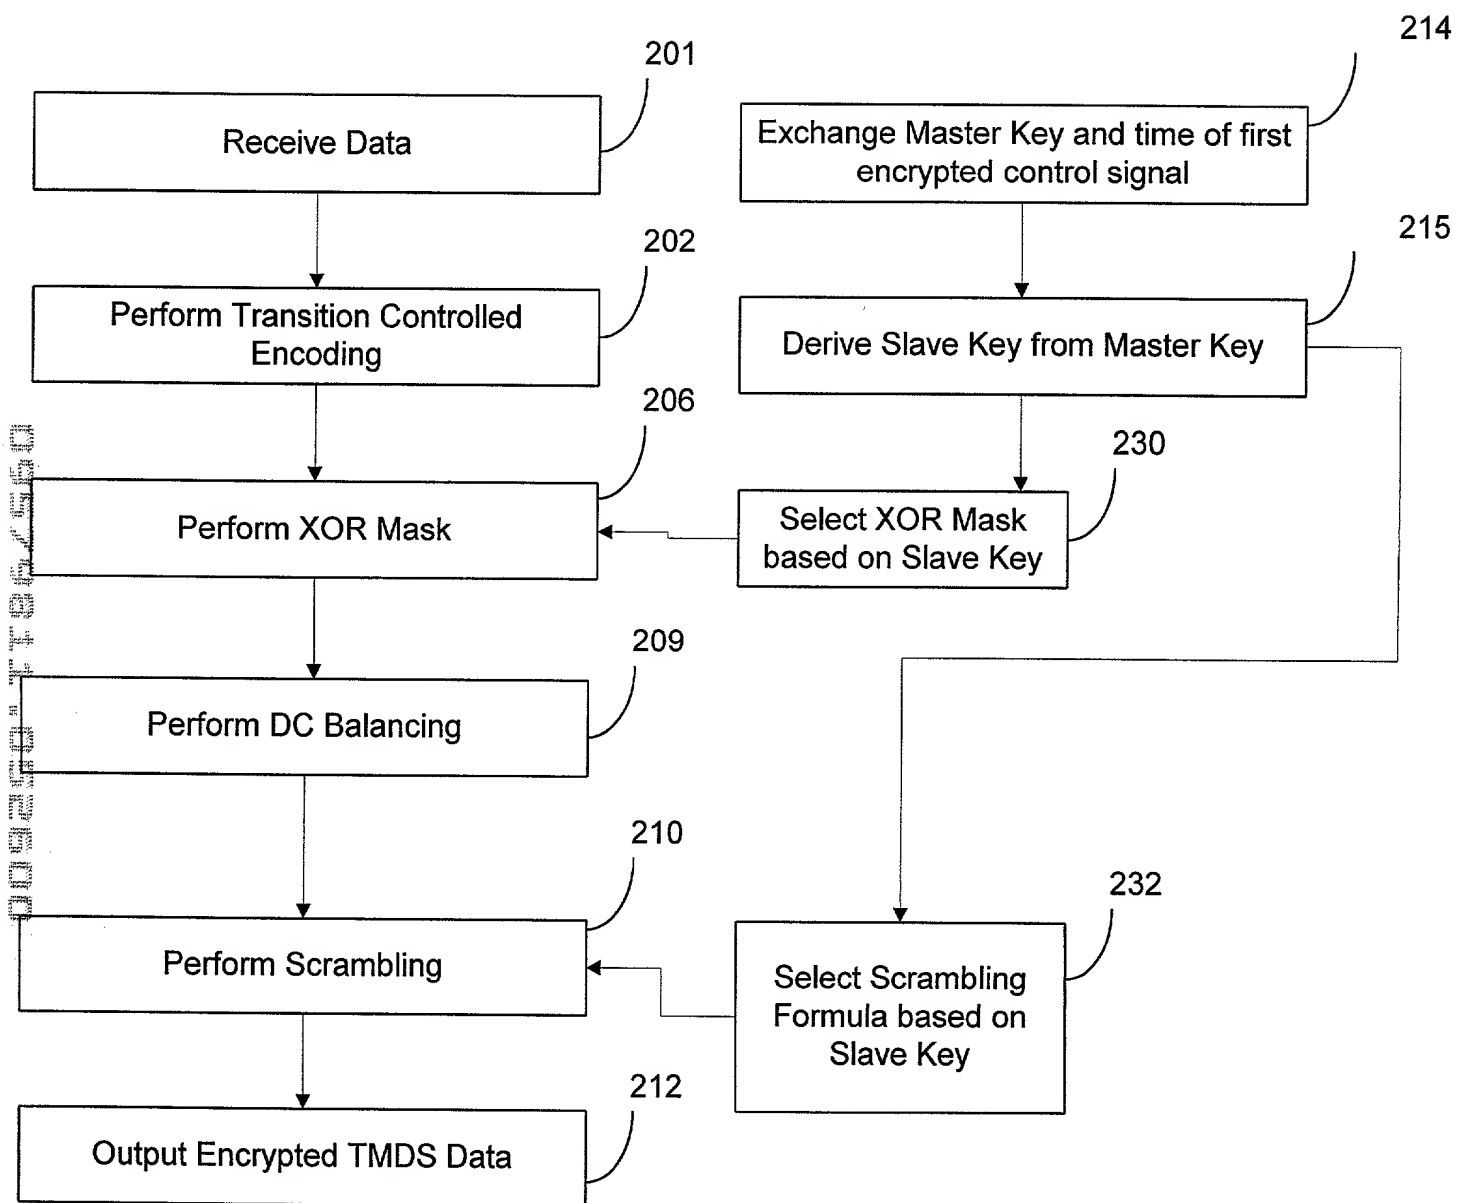 201
Receive Data
202
Perform Transition Controlled
Encoding
206
Perform XOR Mask
209
Perform DC Balancing
210
Perform Scrambling
212
Output Encrypted TMDS Data
214
Exchange Master Key and time of first
encrypted control signal
215
Derive Slave Key from Master Key
230
Select XOR Mask
based on Slave Key
232
Select Scrambling
Formula based on
Slave Key